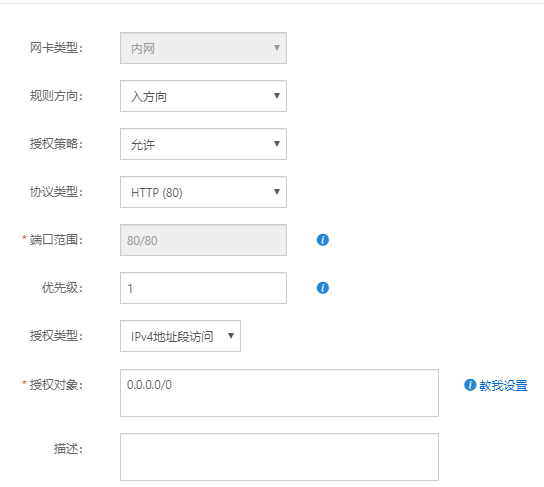 网卡类型： 内网
规则方向： 入方向
授权策略： 允许
协议类型： HTTP (80)
* 端口范围： 80/80
优先级： 1
授权类型： IPv4地址段访问
* 授权对象： 0.0.0.0/0 教我设置
描述：